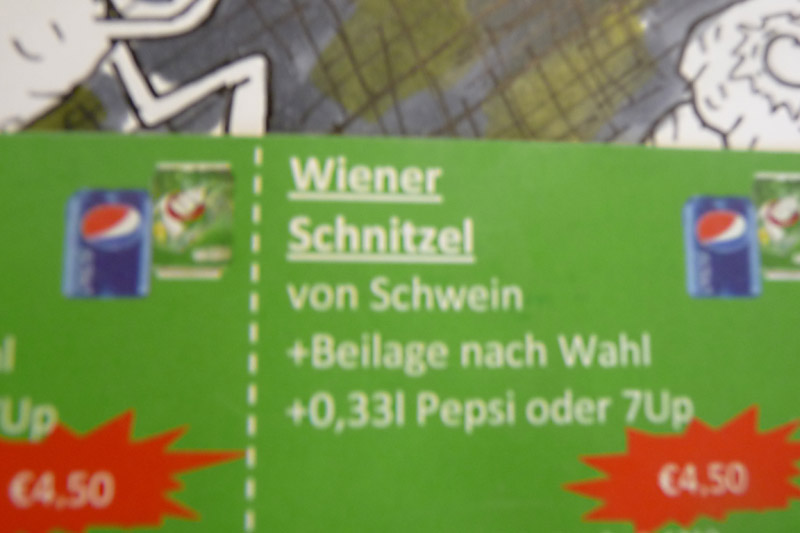 l
Up
€4,50
Wiener
Schnitzel
von Schwein
+Beilage nach Wahl
+0,33l Pepsi oder 7Up
€4,50